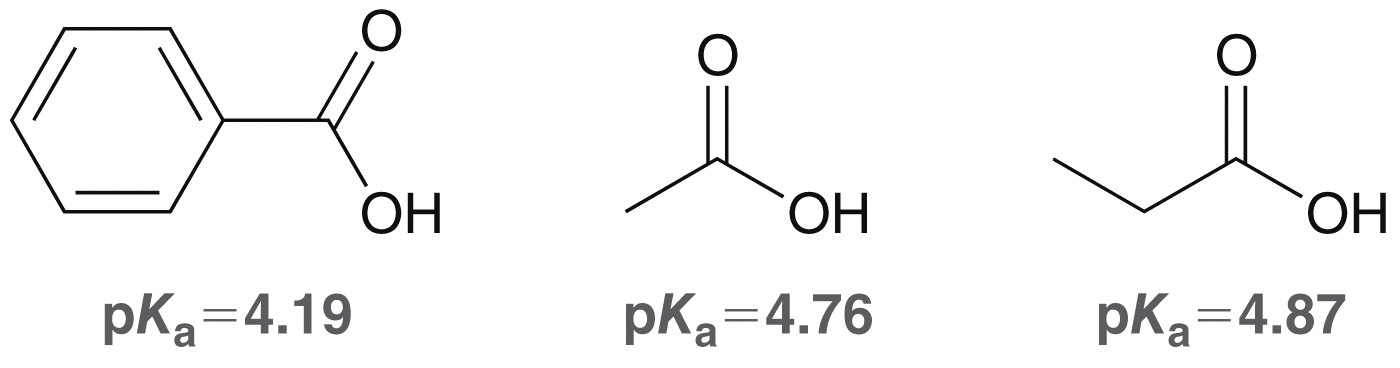 O
OH
O
OH
O
OH
pKa=4.19
pKa=4.76
pKa=4.87